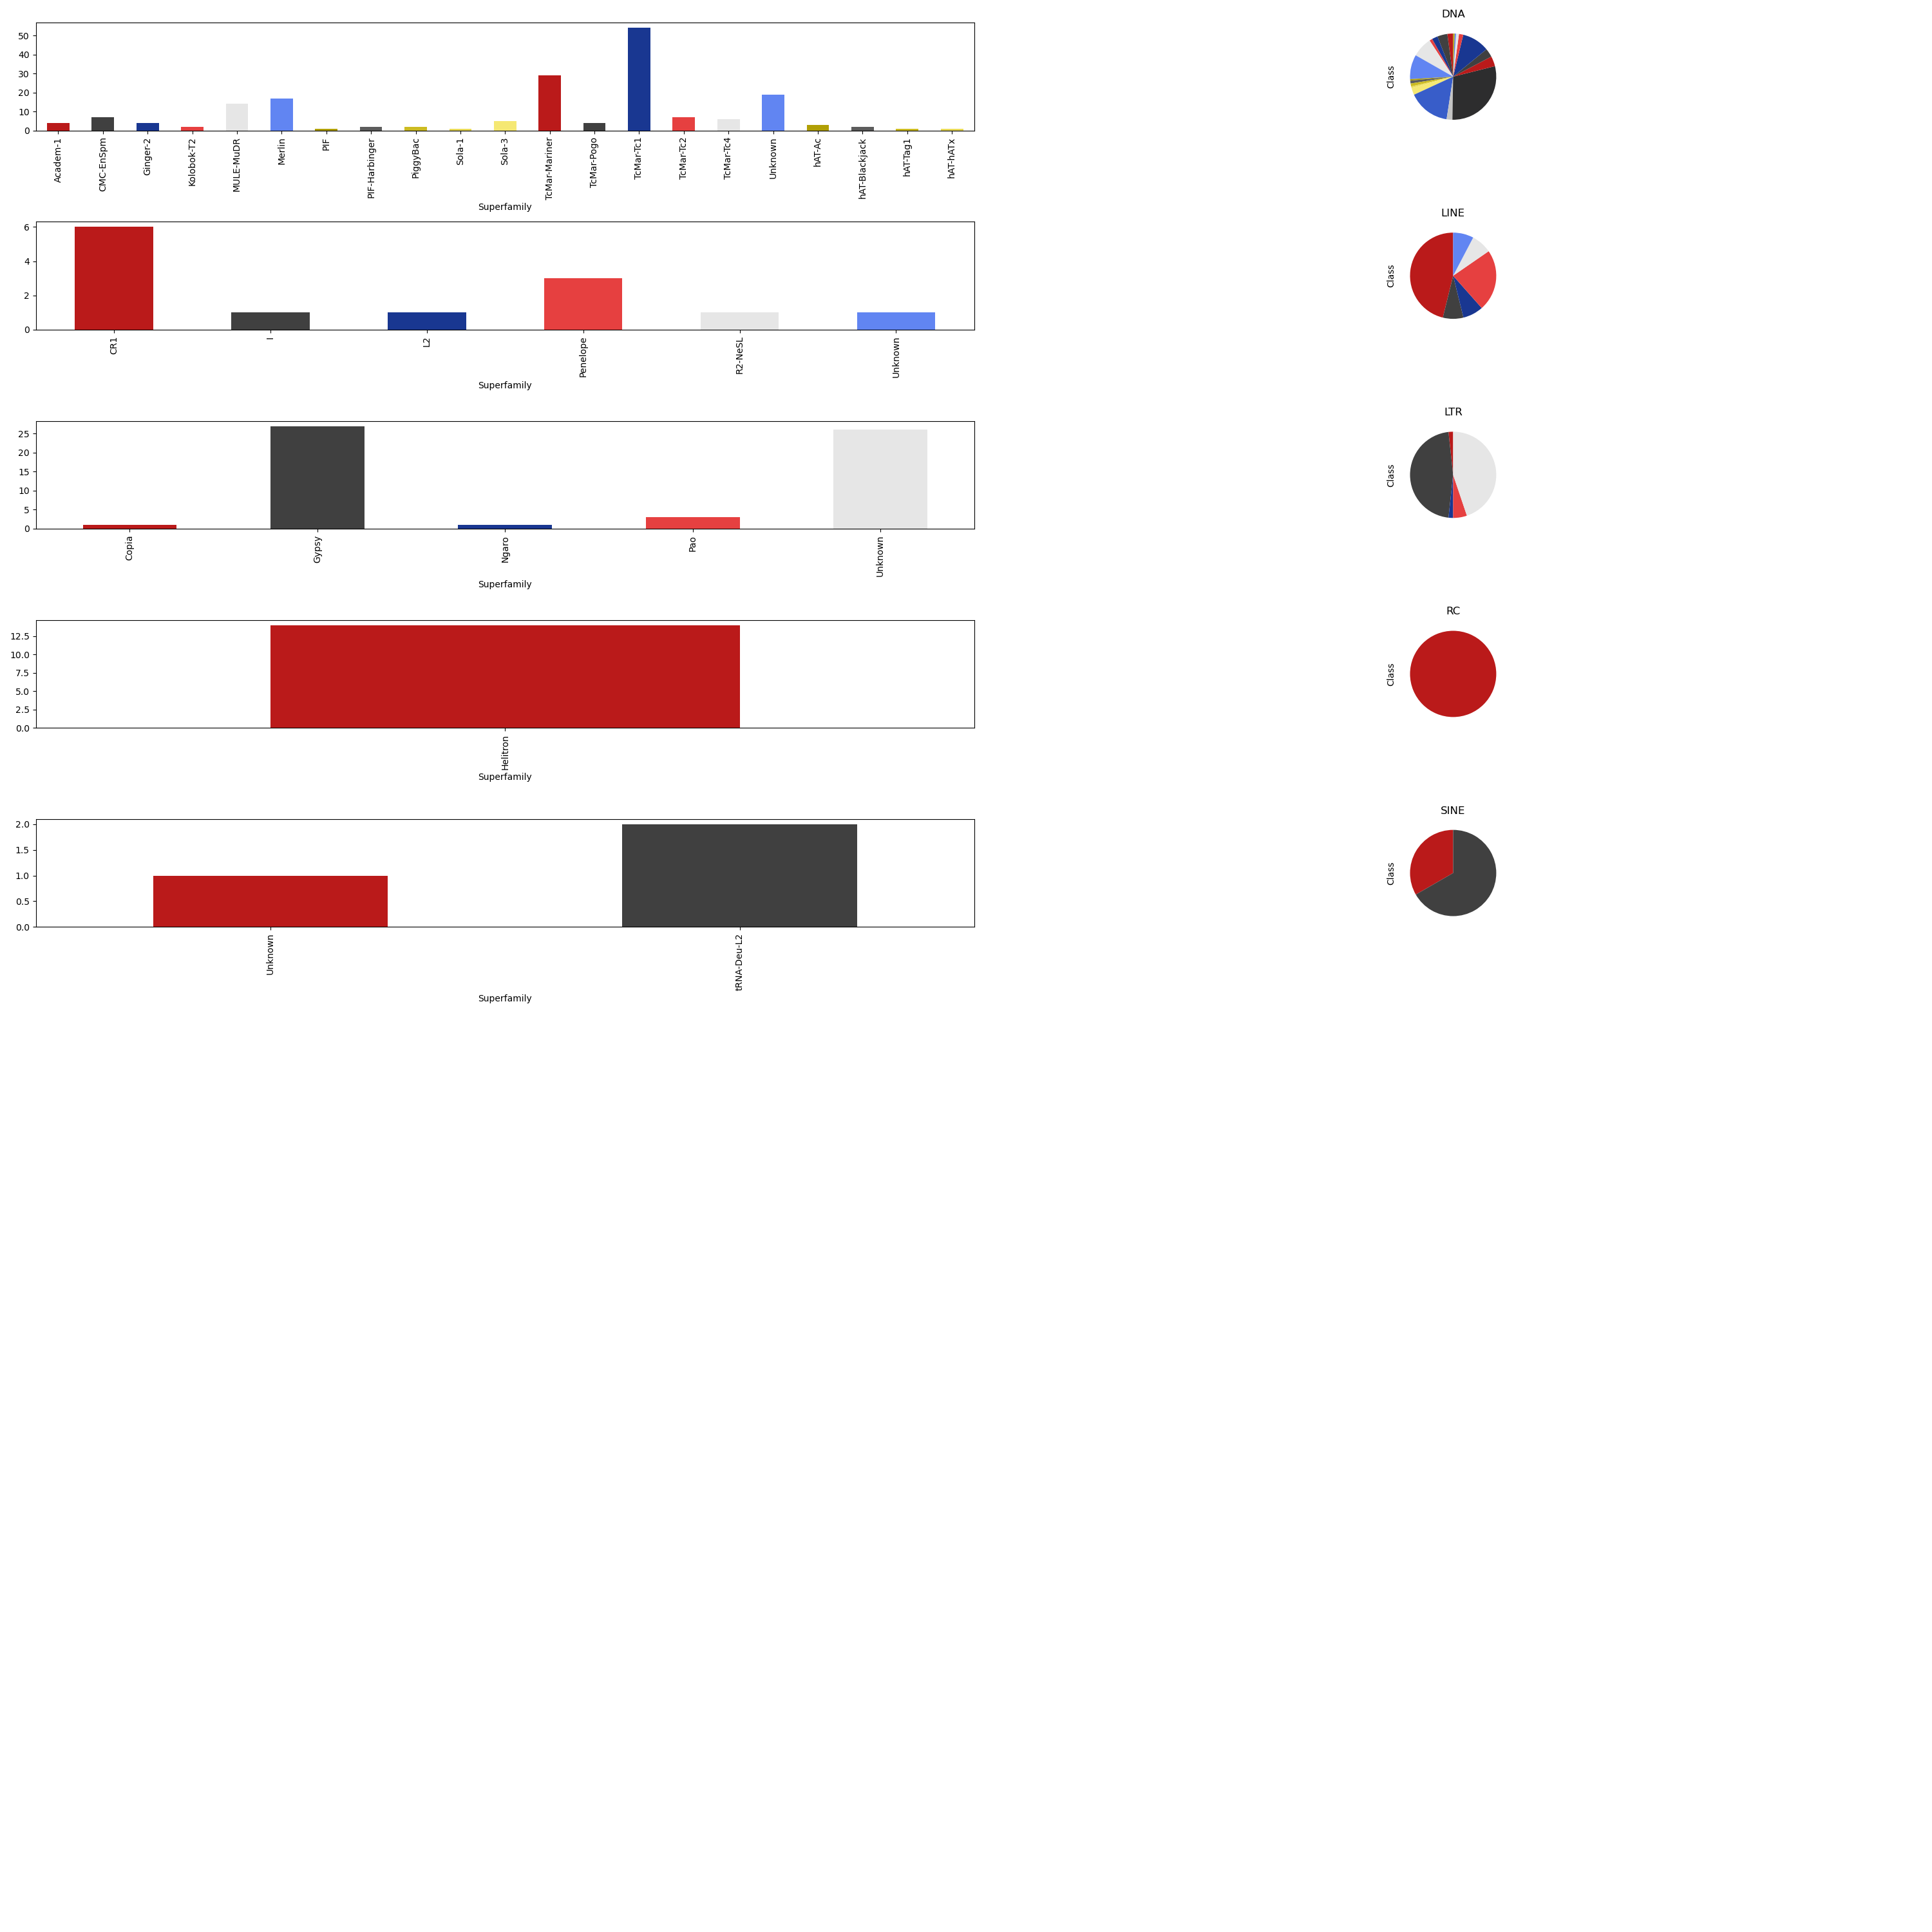 DNA
50
40
30
20
10
0
Class
Academ-1
CMC-EnSpm
Ginger-2
Kolobok-T2
MULE-MuDR
Merlin
PIF
PIF-Harbinger
PiggyBac
Sola-1
Sola-3
TcMar-Mariner
TcMar-Pogo
TcMar-Tc1
TcMar-Tc2
TcMar-Tc4
Unknown
hAT-Ac
hAT-Blackjack
hAT-Tag1
hAT-hATx
Superfamily
LINE
6
4
2
0
Class
CR1
I
L2
Penelope
R2-NeSL
Unknown
Superfamily
LTR
25
20
15
10
5
0
Class
Copia
Gypsy
Ngaro
Pao
Unknown
Superfamily
RC
12.5
10.0
7.5
5.0
2.5
0.0
Class
Helitron
Superfamily
SINE
2.0
1.5
1.0
0.5
0.0
Class
Unknown
tRNA-Deu-L2
Superfamily